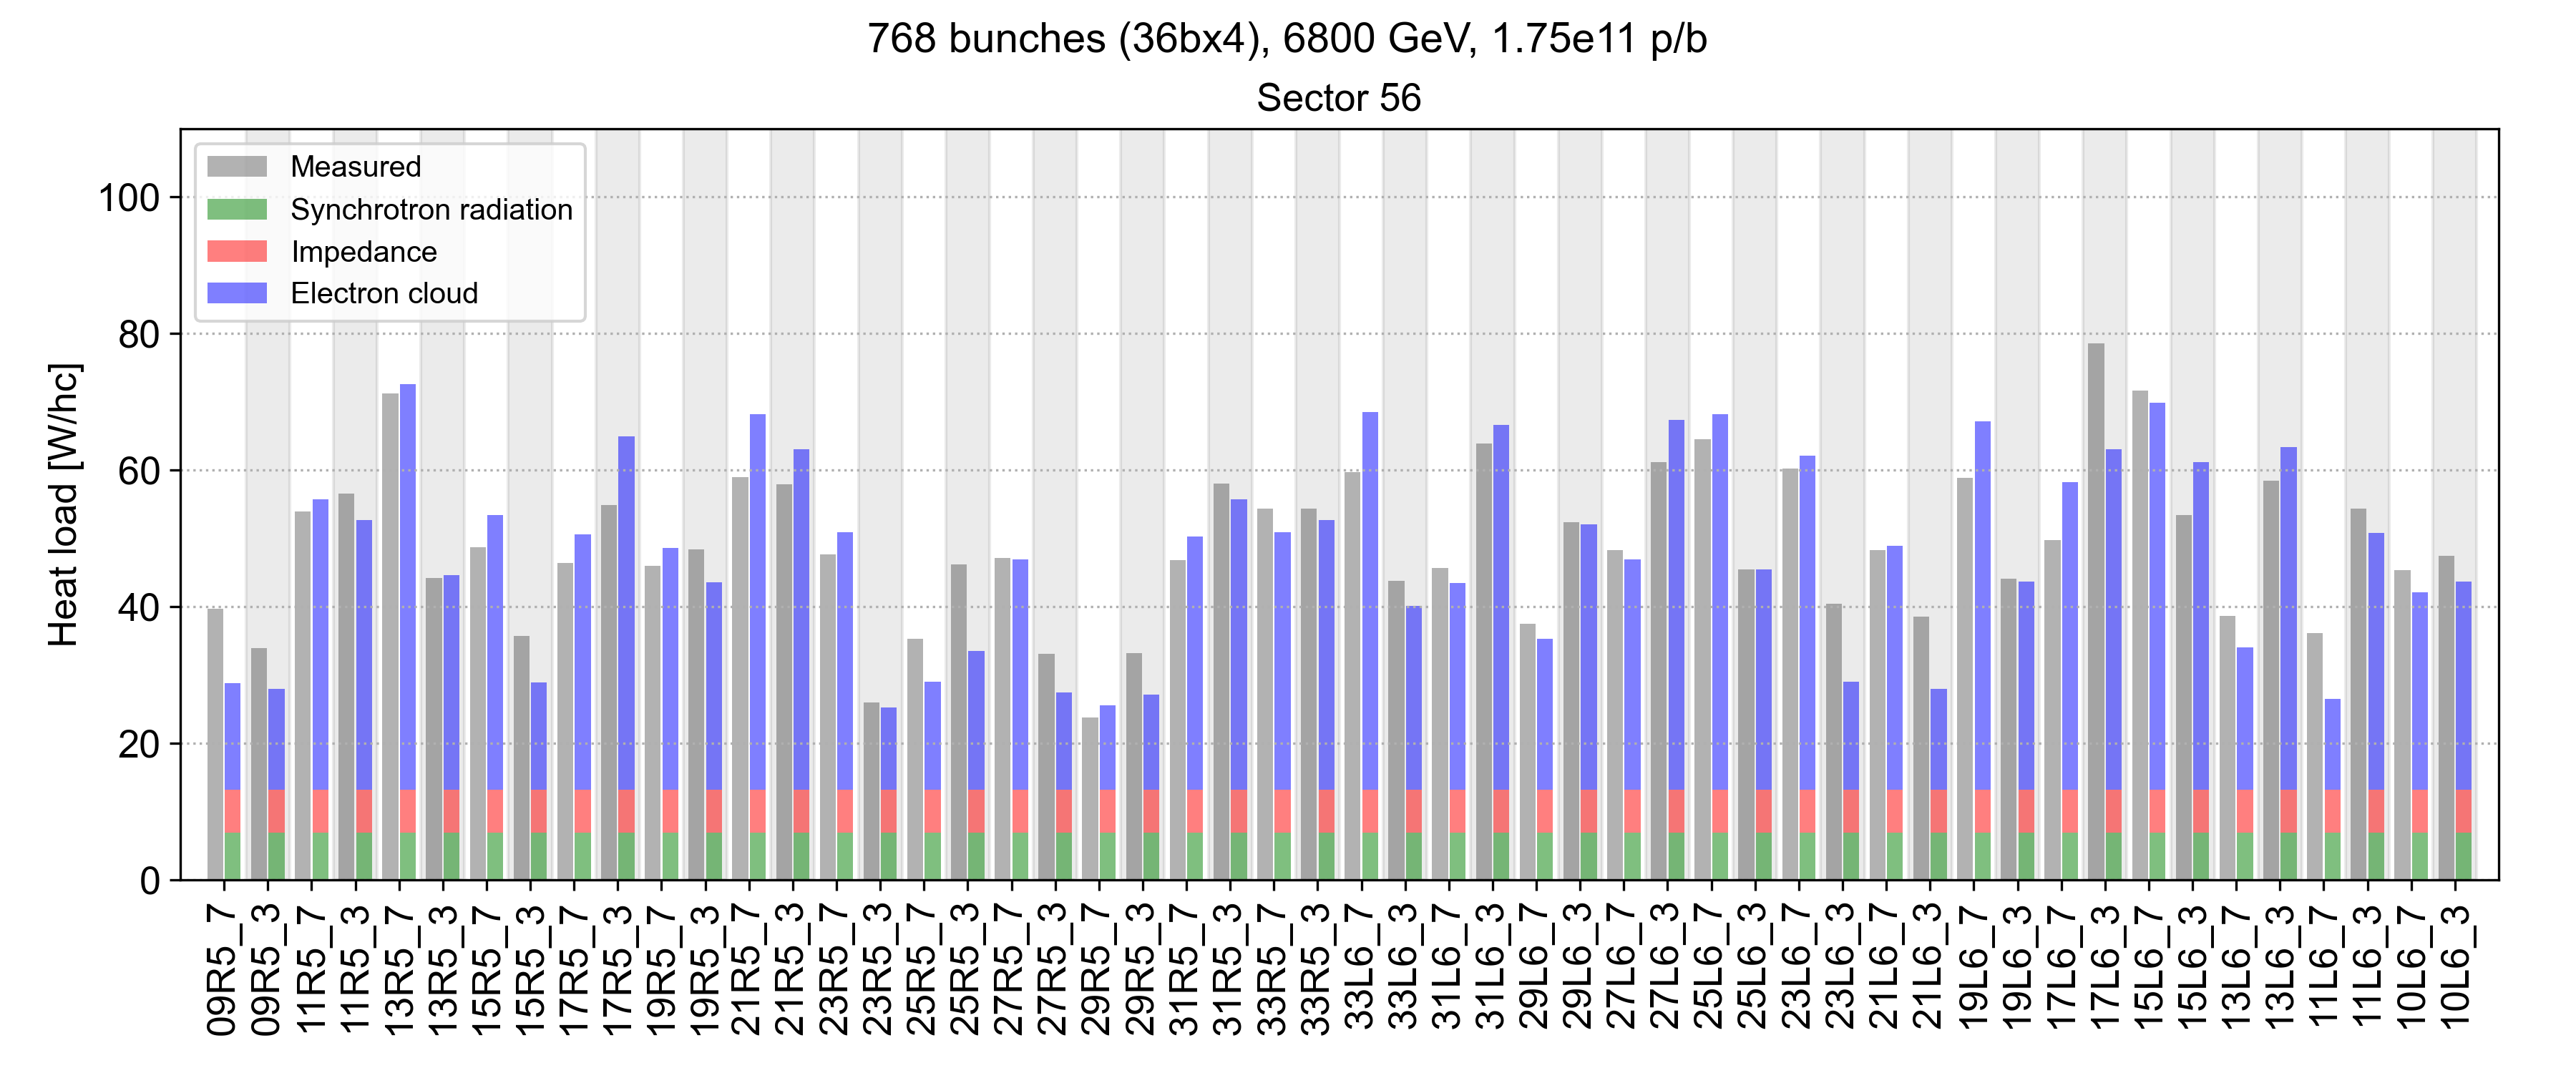 768 bunches (36bx4), 6800 GeV, 1.75e11 p/b
Sector 56
Measured
Synchrotron radiation
Impedance
Electron cloud
Heat load [W/hc]
100
80
60
40
20
0
09R5_7
09R5_3
11R5_7
11R5_3
13R5_7
13R5_3
15R5_7
15R5_3
17R5_7
17R5_3
19R5_7
19R5_3
21R5_7
21R5_3
23R5_7
23R5_3
25R5_7
25R5_3
27R5_7
27R5_3
29R5_7
29R5_3
31R5_7
31R5_3
33R5_7
33R5_3
33L6_7
33L6_3
31L6_7
31L6_3
29L6_7
29L6_3
27L6_7
27L6_3
25L6_7
25L6_3
23L6_7
23L6_3
21L6_7
21L6_3
19L6_7
19L6_3
17L6_7
17L6_3
15L6_7
15L6_3
13L6_7
13L6_3
11L6_7
11L6_3
10L6_7
10L6_3